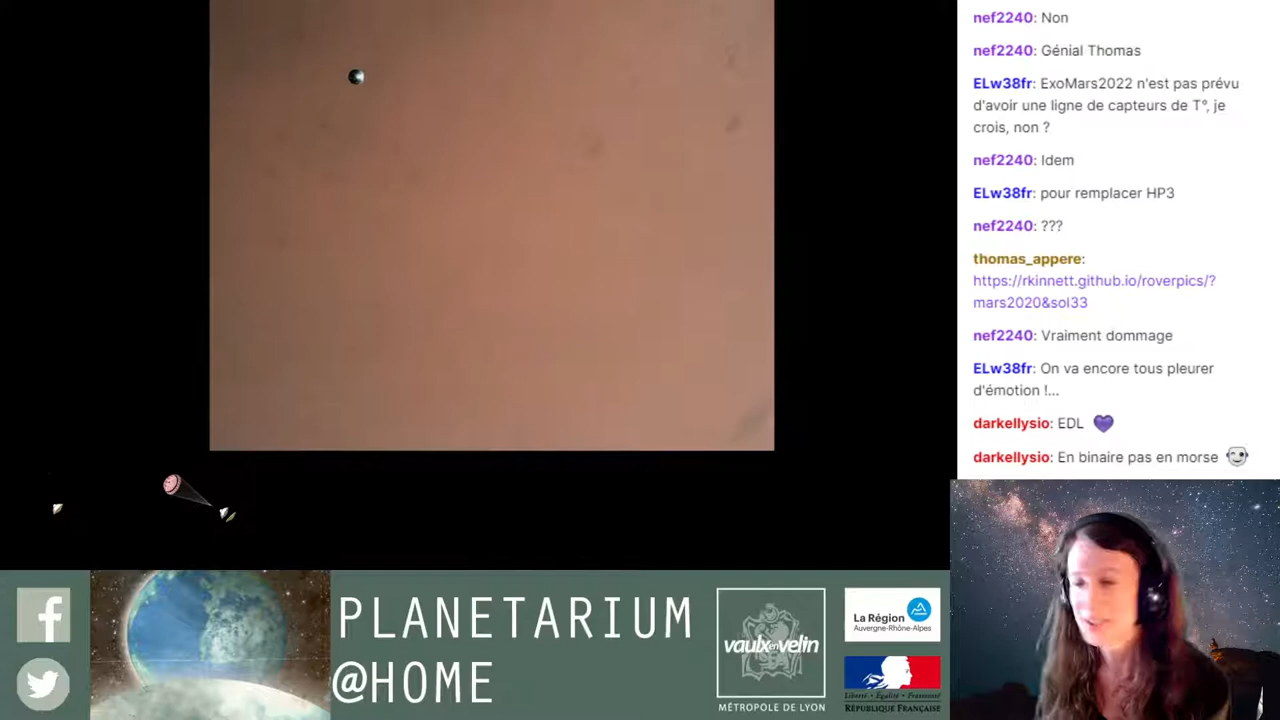 nef2240: Non
nef2240: Génial Thomas
ELw38fr: ExoMars2022 n'est pas prévu
d'avoir une ligne de capteurs de T°, je
crois, non ?
nef2240: Idem
ELw38fr: pour remplacer HP3
nef2240: ???
thomas_appere:
https://rkinnett.github.io/roverpics/?
mars2020&sol33
nef2240: Vraiment dommage
ELw38fr: On va encore tous pleurer
d'émotion !...
darkellysio: EDL
darkellysio: En binaire pas en morse
PLANETARIUM
@HOME
vaulx en velin
MÉTROPOLE DE LYON
La Région
Auvergne-Rhône-Alpes
Liberté • Égalité • Fraternité
RÉPUBLIQUE FRANÇAISE